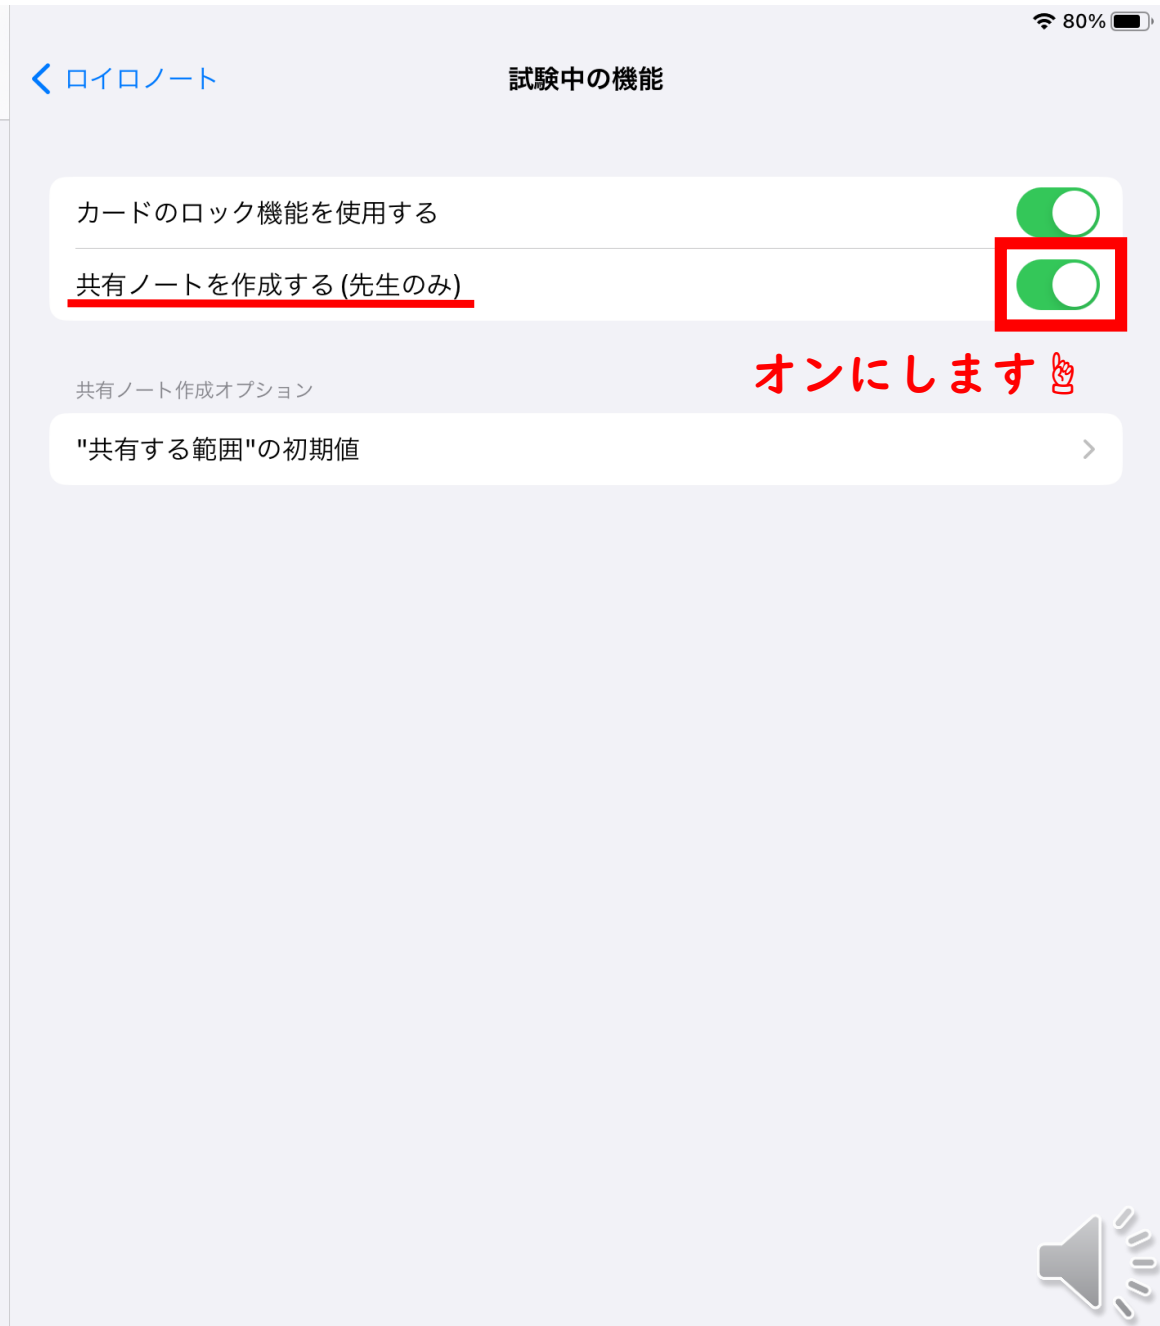 80%
ロイロノート
試験中の機能
カードのロック機能を使用する
共有ノートを作成する (先生のみ)
オンにします☝
共有ノート作成オプション
"共有する範囲"の初期値